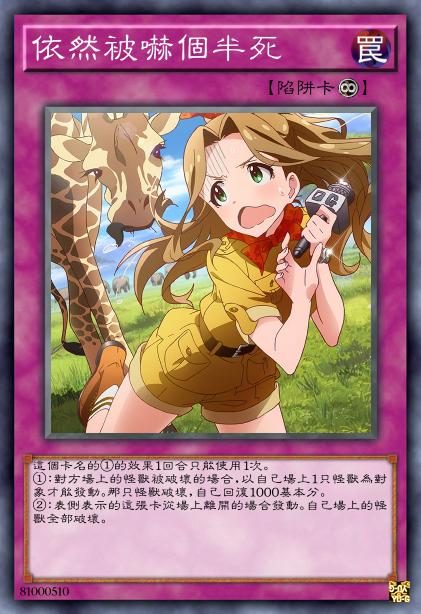 依然被嚇個半死
罠
【陷阱卡♾】
這個卡名的①的效果1回合只能使用1次。
①:對方場上的怪獸被破壞的場合,以自己場上1只怪獸為對
象才能發動。那只怪獸破壞,自己回復1000基本分。
②:表側表示的這張卡從場上離開的場合發動。自己場上的怪
獸全部破壞。
81000510